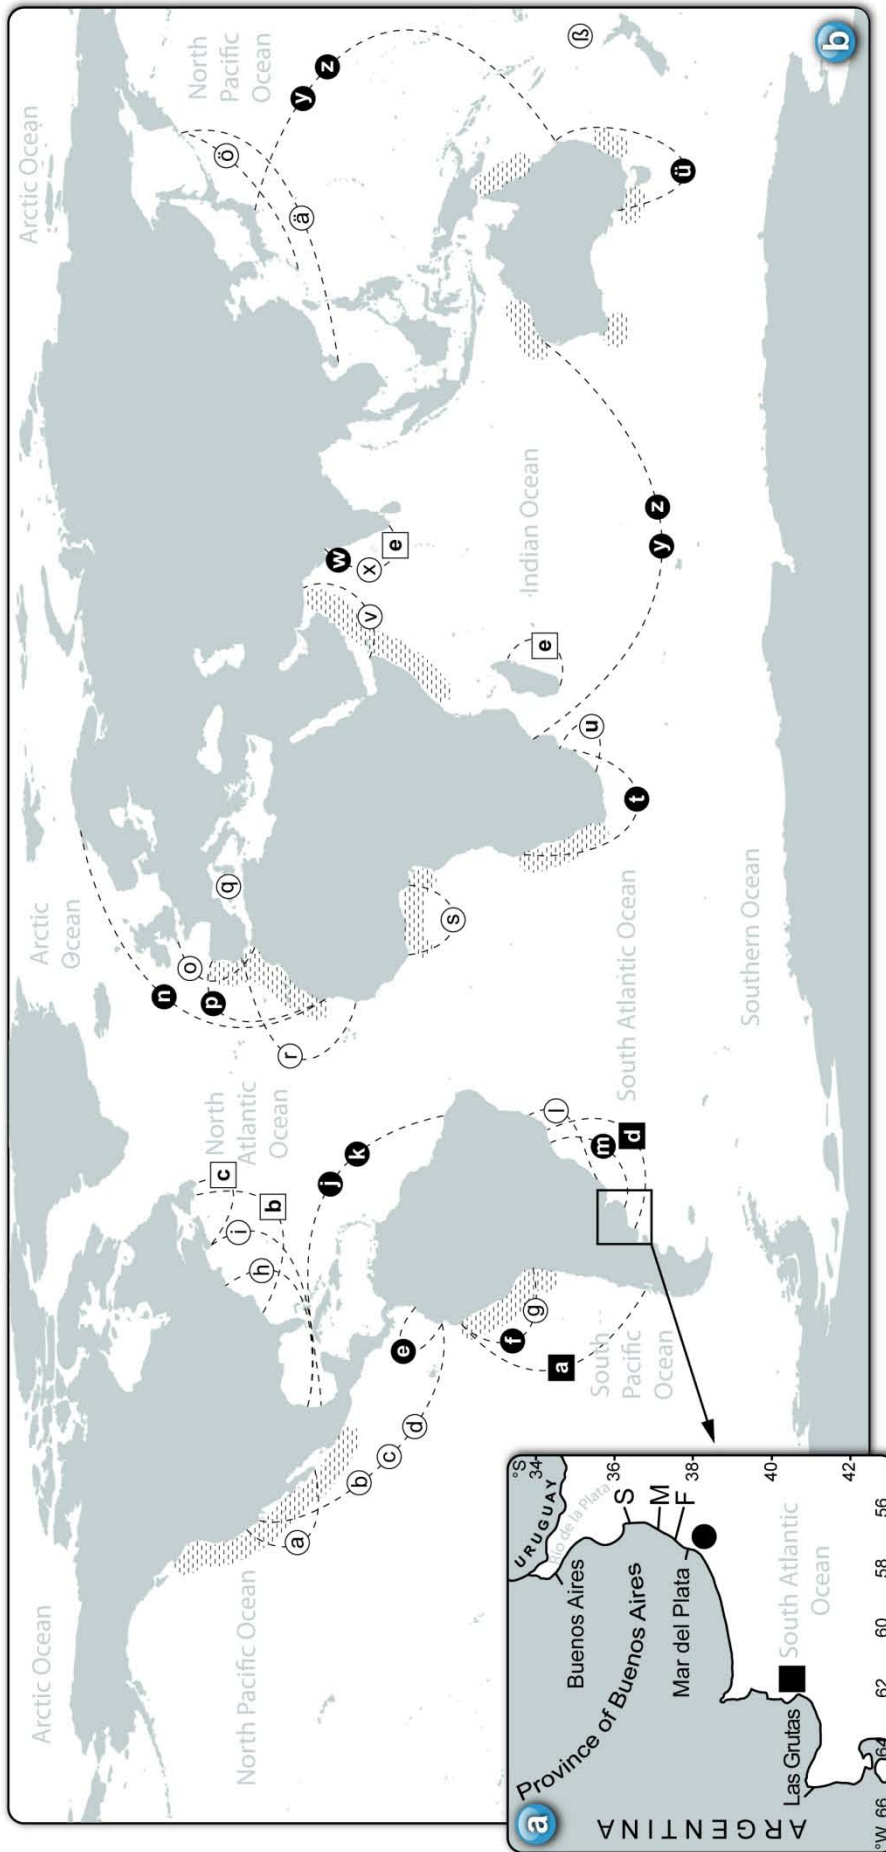 Arctic Ocean
Arctic
Ocean
Arctic Ocean
North Pacific Ocean
North
Atlantic
Ocean
North
Pacific
Ocean
South
Pacific
Ocean
South Atlantic Ocean
Indian Ocean
Southern Ocean
a
b
c
d
e
f
g
a
h
i
b
c
j
k
l
m
d
n
o
p
q
r
s
t
u
v
w
x
e
e
y
z
y
z
ä
ö
ü
ß
b
a
ARGENTINA
Province of Buenos Aires
Buenos Aires
URUGUAY
Río de la Plata
Mar del Plata
Las Grutas
S
M
F
South Atlantic
Ocean
°S
34
36
38
40
42
°W 66
64
62
60
58
56